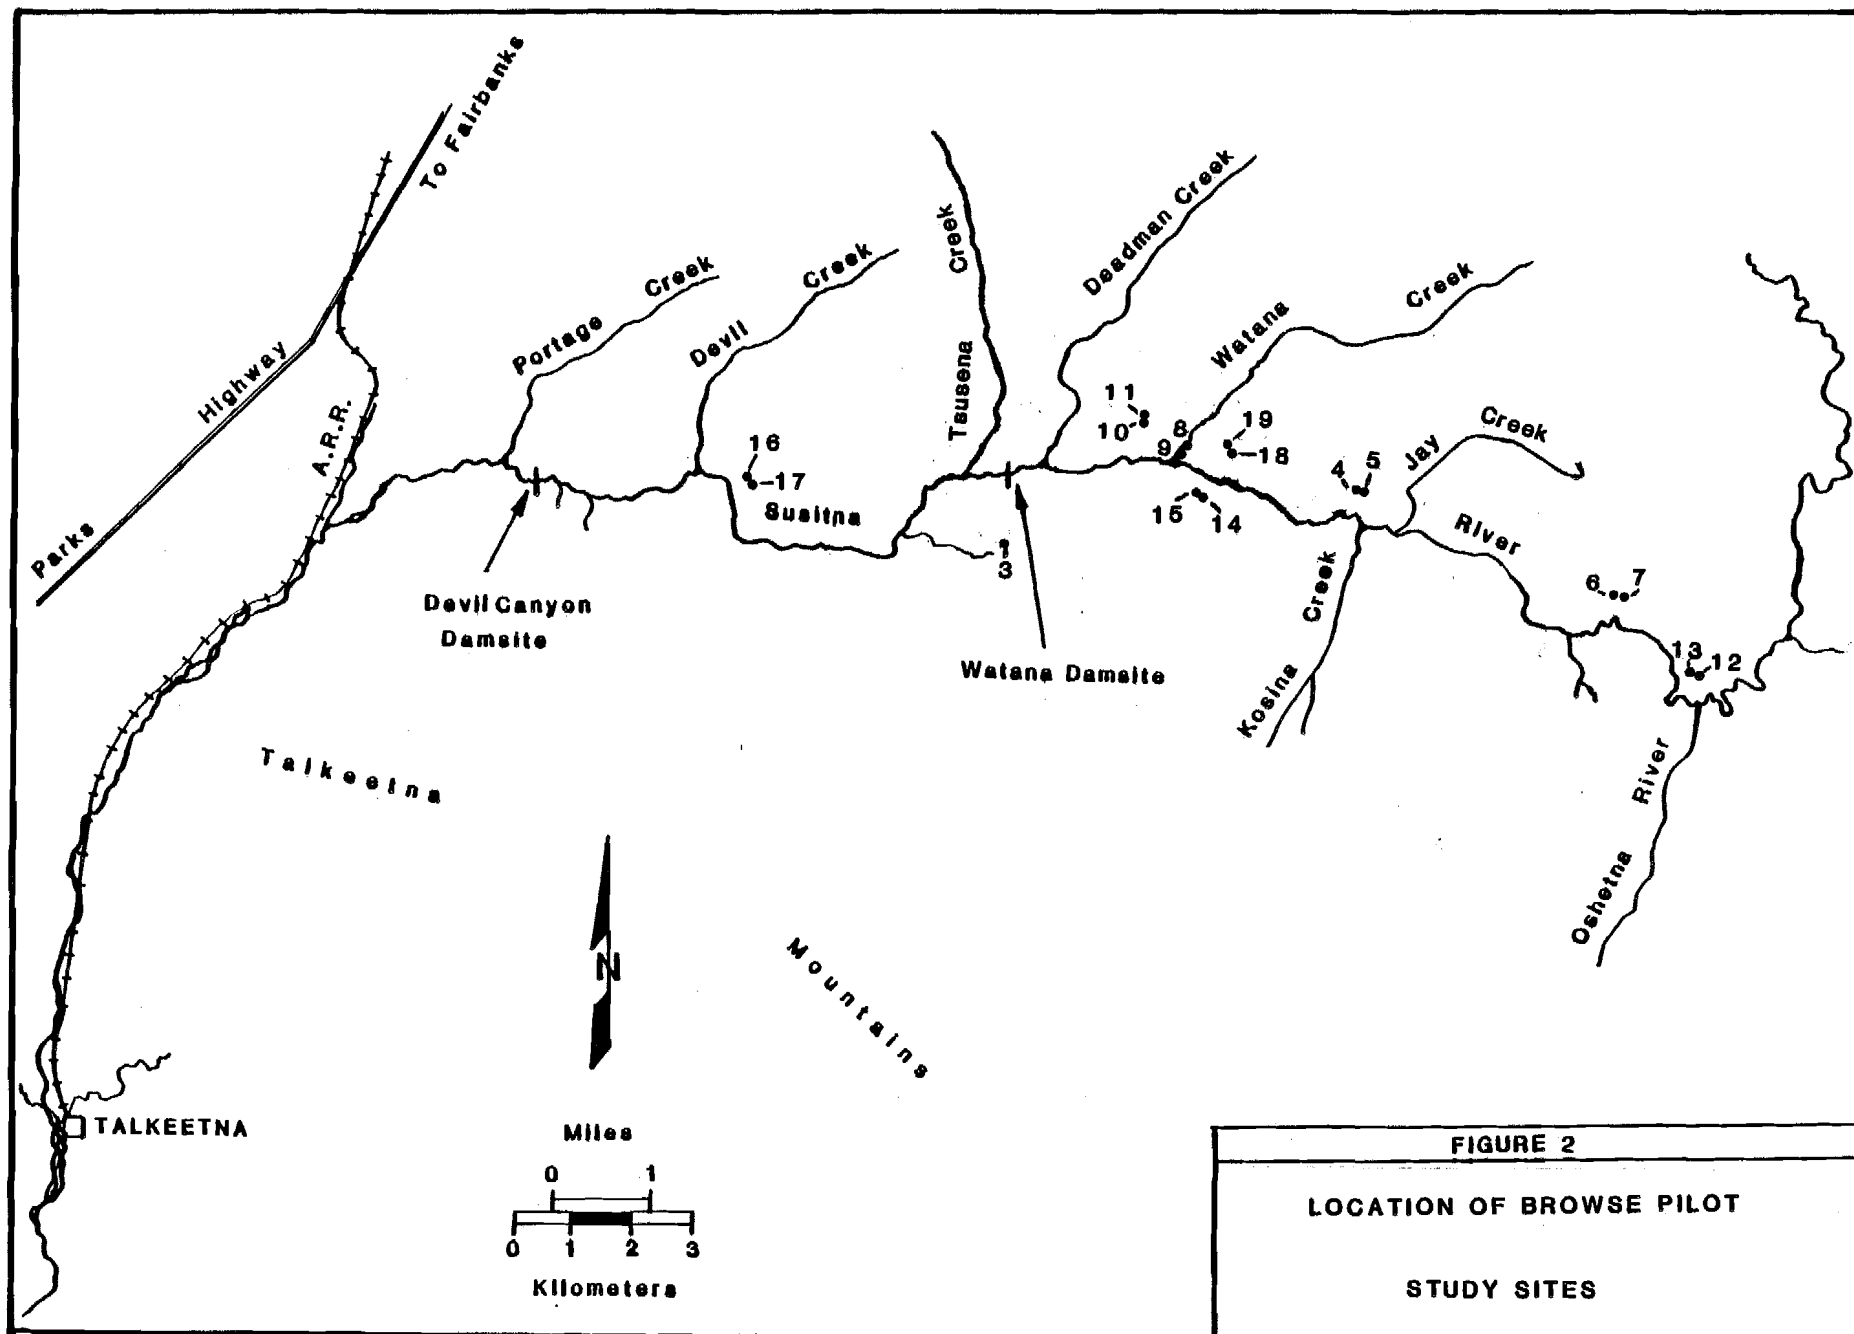 To Fairbanks
Parks Highway
A.R.R.
Portage Creek
Devil Creek
Tsusena Creek
Deadman Creek
Watana Creek
Jay Creek
Kosina Creek
Susitna River
Oshetna River
11
10
8
9
19
18
16
17
4
5
15
14
3
6
7
13
12
Devil Canyon
Damsite
Watana Damsite
Talkeetna
Mountains
N
TALKEETNA
Miles
0 1
0 1 2 3
Kilometers
FIGURE 2
LOCATION OF BROWSE PILOT
STUDY SITES